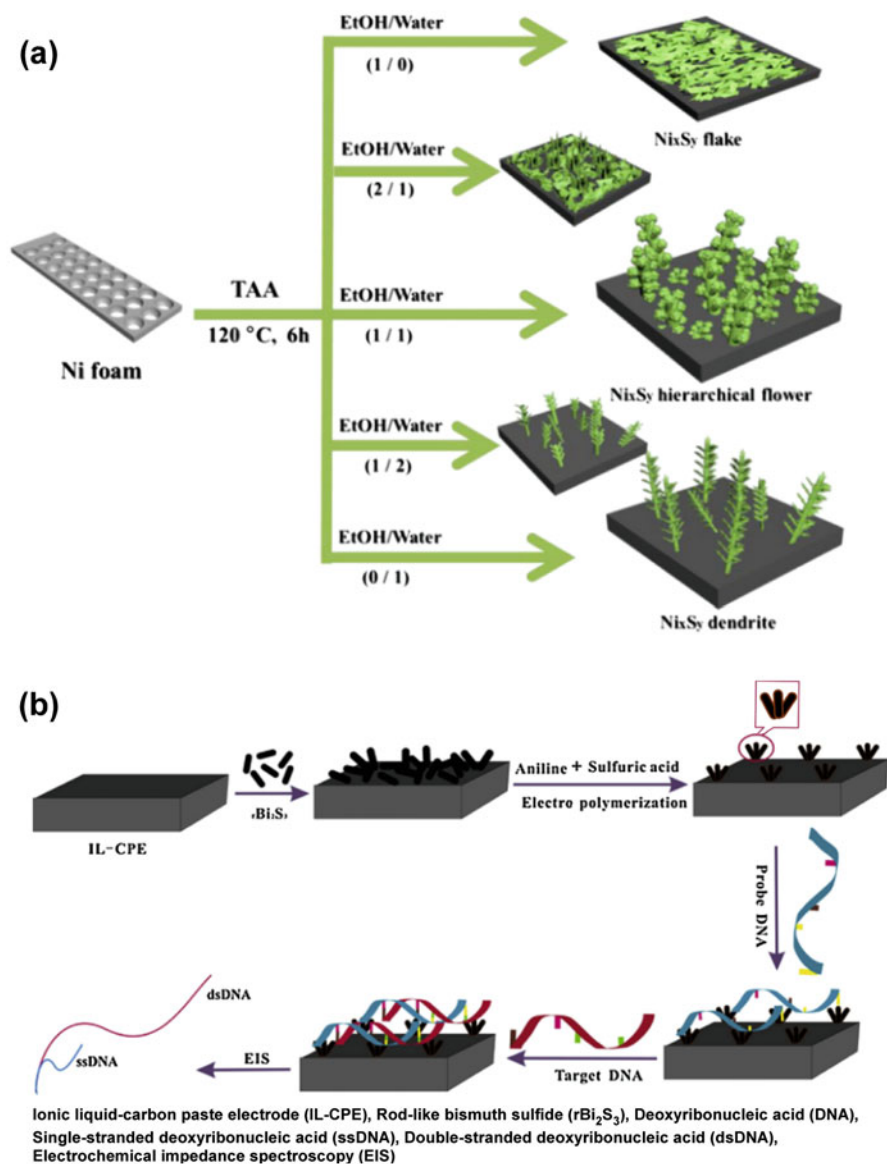 (a)
EtOH/Water
(1 / 0)
NixSy flake
EtOH/Water
(2 / 1)
TAA
120 °C, 6h
Ni foam
EtOH/Water
(1 / 1)
NixSy hierarchical flower
EtOH/Water
(1 / 2)
EtOH/Water
(0 / 1)
NixSy dendrite
(b)
IL-CPE
rBi2S3
Aniline + Sulfuric acid
Electro polymerization
Probe DNA
Target DNA
EIS
dsDNA
ssDNA
Ionic liquid-carbon paste electrode (IL-CPE), Rod-like bismuth sulfide (rBi₂S₃), Deoxyribonucleic acid (DNA),
Single-stranded deoxyribonucleic acid (ssDNA), Double-stranded deoxyribonucleic acid (dsDNA),
Electrochemical impedance spectroscopy (EIS)